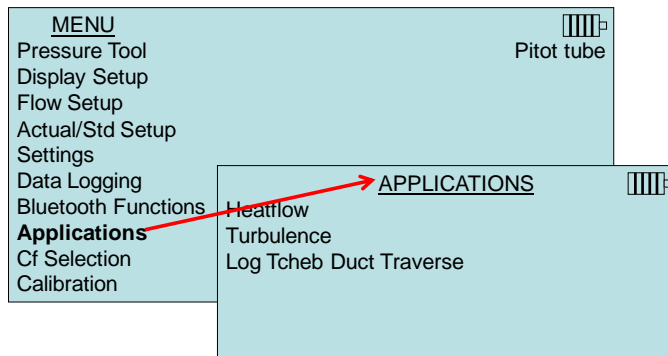 MENU
Pressure Tool
Pitot tube
Display Setup
Flow Setup
Actual/Std Setup
Settings
Data Logging
Bluetooth Functions
Applications
Cf Selection
Calibration
APPLICATIONS
Heatflow
Turbulence
Log Tcheb Duct Traverse